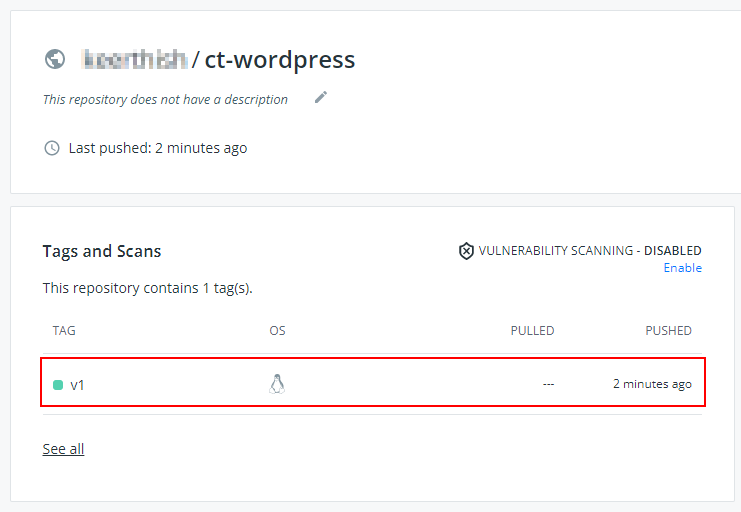 / ct-wordpress
This repository does not have a description
Last pushed: 2 minutes ago
Tags and Scans
VULNERABILITY SCANNING - DISABLED
Enable
This repository contains 1 tag(s).
TAG OS PULLED PUSHED
v1 --- 2 minutes ago
See all